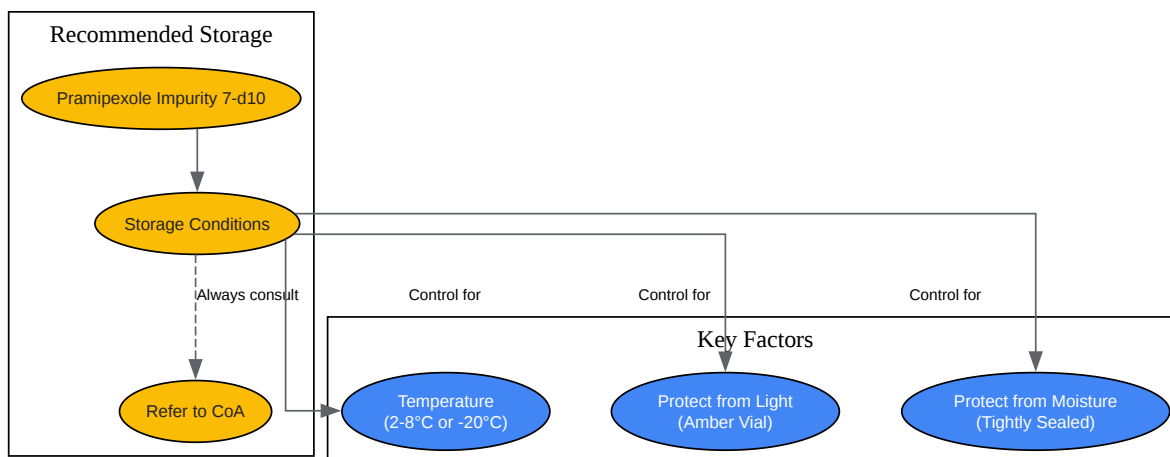 Recommended Storage
Pramipexole Impurity 7-d10
Storage Conditions
Always consult
Control for
Control for
Control for
Key Factors
Refer to CoA
Temperature
(2-8°C or -20°C)
Protect from Light
(Amber Vial)
Protect from Moisture
(Tightly Sealed)